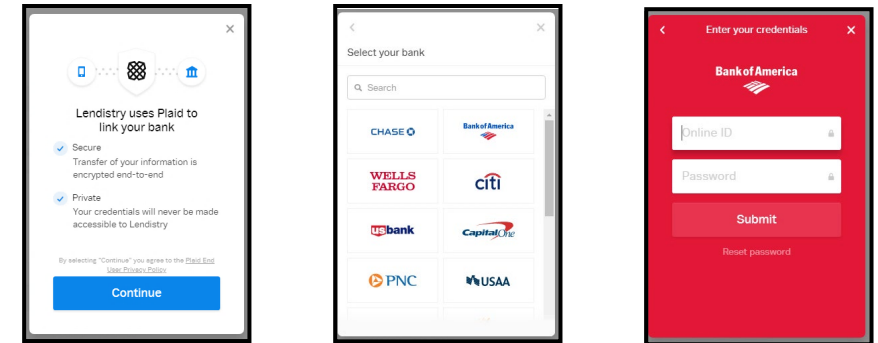 Lendistry uses Plaid to
link your bank
Secure
Transfer of your information is
encrypted end-to-end
Private
Your credentials will never be made
accessible to Lendistry
By selecting "Continue" you agree to the Plaid End
User Privacy Policy
Continue
Select your bank
Search
CHASE
Bank of America
WELLS
FARGO
citi
usbank
Capital One
PNC
USAA
Enter your credentials
Bank of America
Online ID
Password
Submit
Reset password